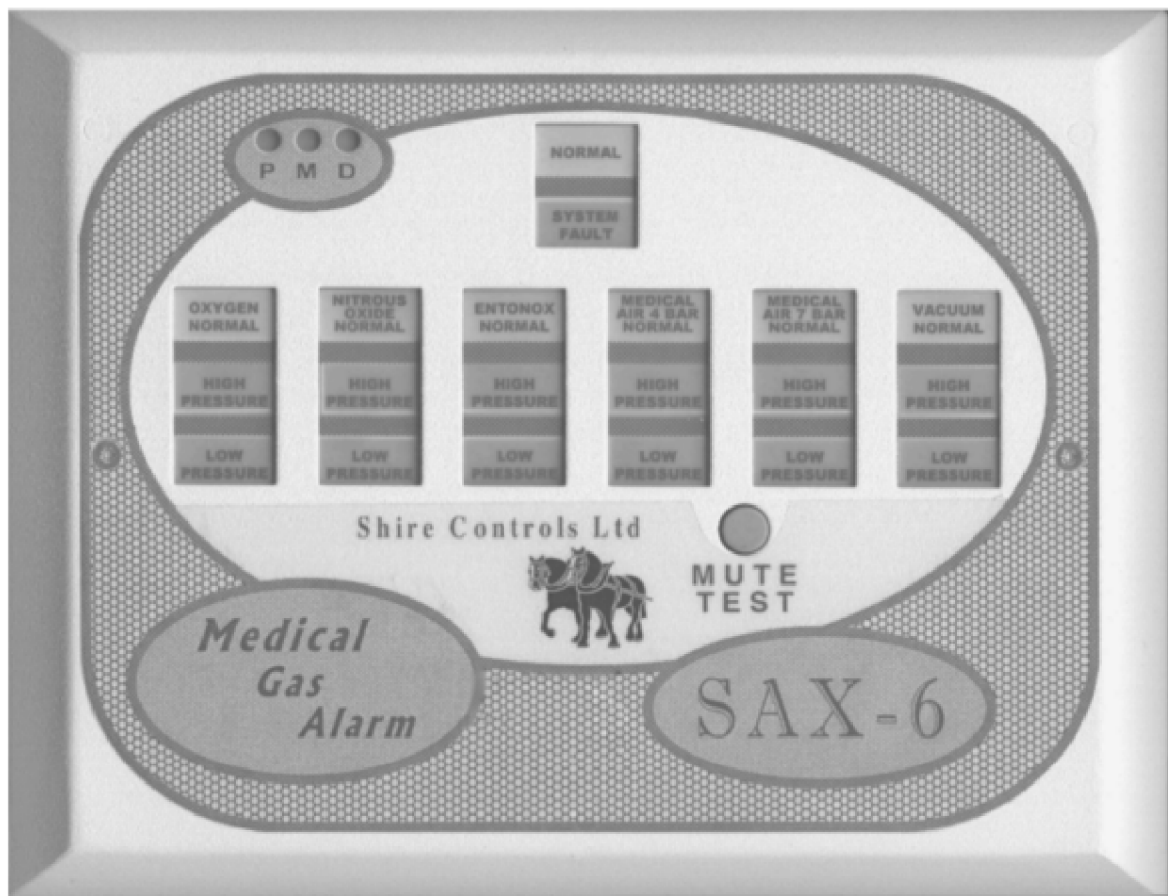 P M D
NORMAL
SYSTEM
FAULT
OXYGEN
NORMAL
HIGH
PRESSURE
LOW
PRESSURE
NITROUS
OXIDE
NORMAL
HIGH
PRESSURE
LOW
PRESSURE
ENTONOX
NORMAL
HIGH
PRESSURE
LOW
PRESSURE
MEDICAL
AIR 4 BAR
NORMAL
HIGH
PRESSURE
LOW
PRESSURE
MEDICAL
AIR 7 BAR
NORMAL
HIGH
PRESSURE
LOW
PRESSURE
VACUUM
NORMAL
HIGH
PRESSURE
LOW
PRESSURE
Shire Controls Ltd
MUTE
TEST
Medical
Gas
Alarm
SAX-6